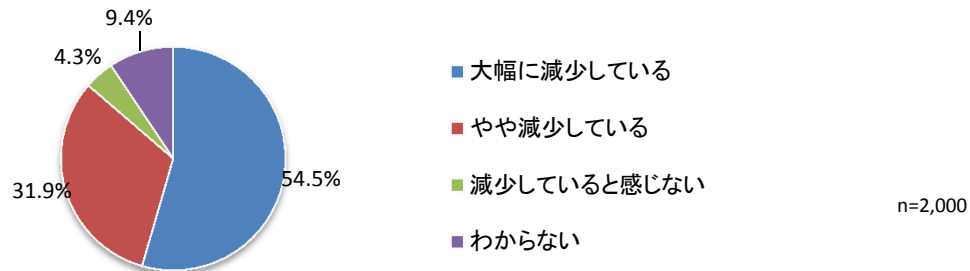 9.4%
4.3%
31.9%
54.5%
大幅に減少している
やや減少している
減少していると感じない
わからない
n=2,000